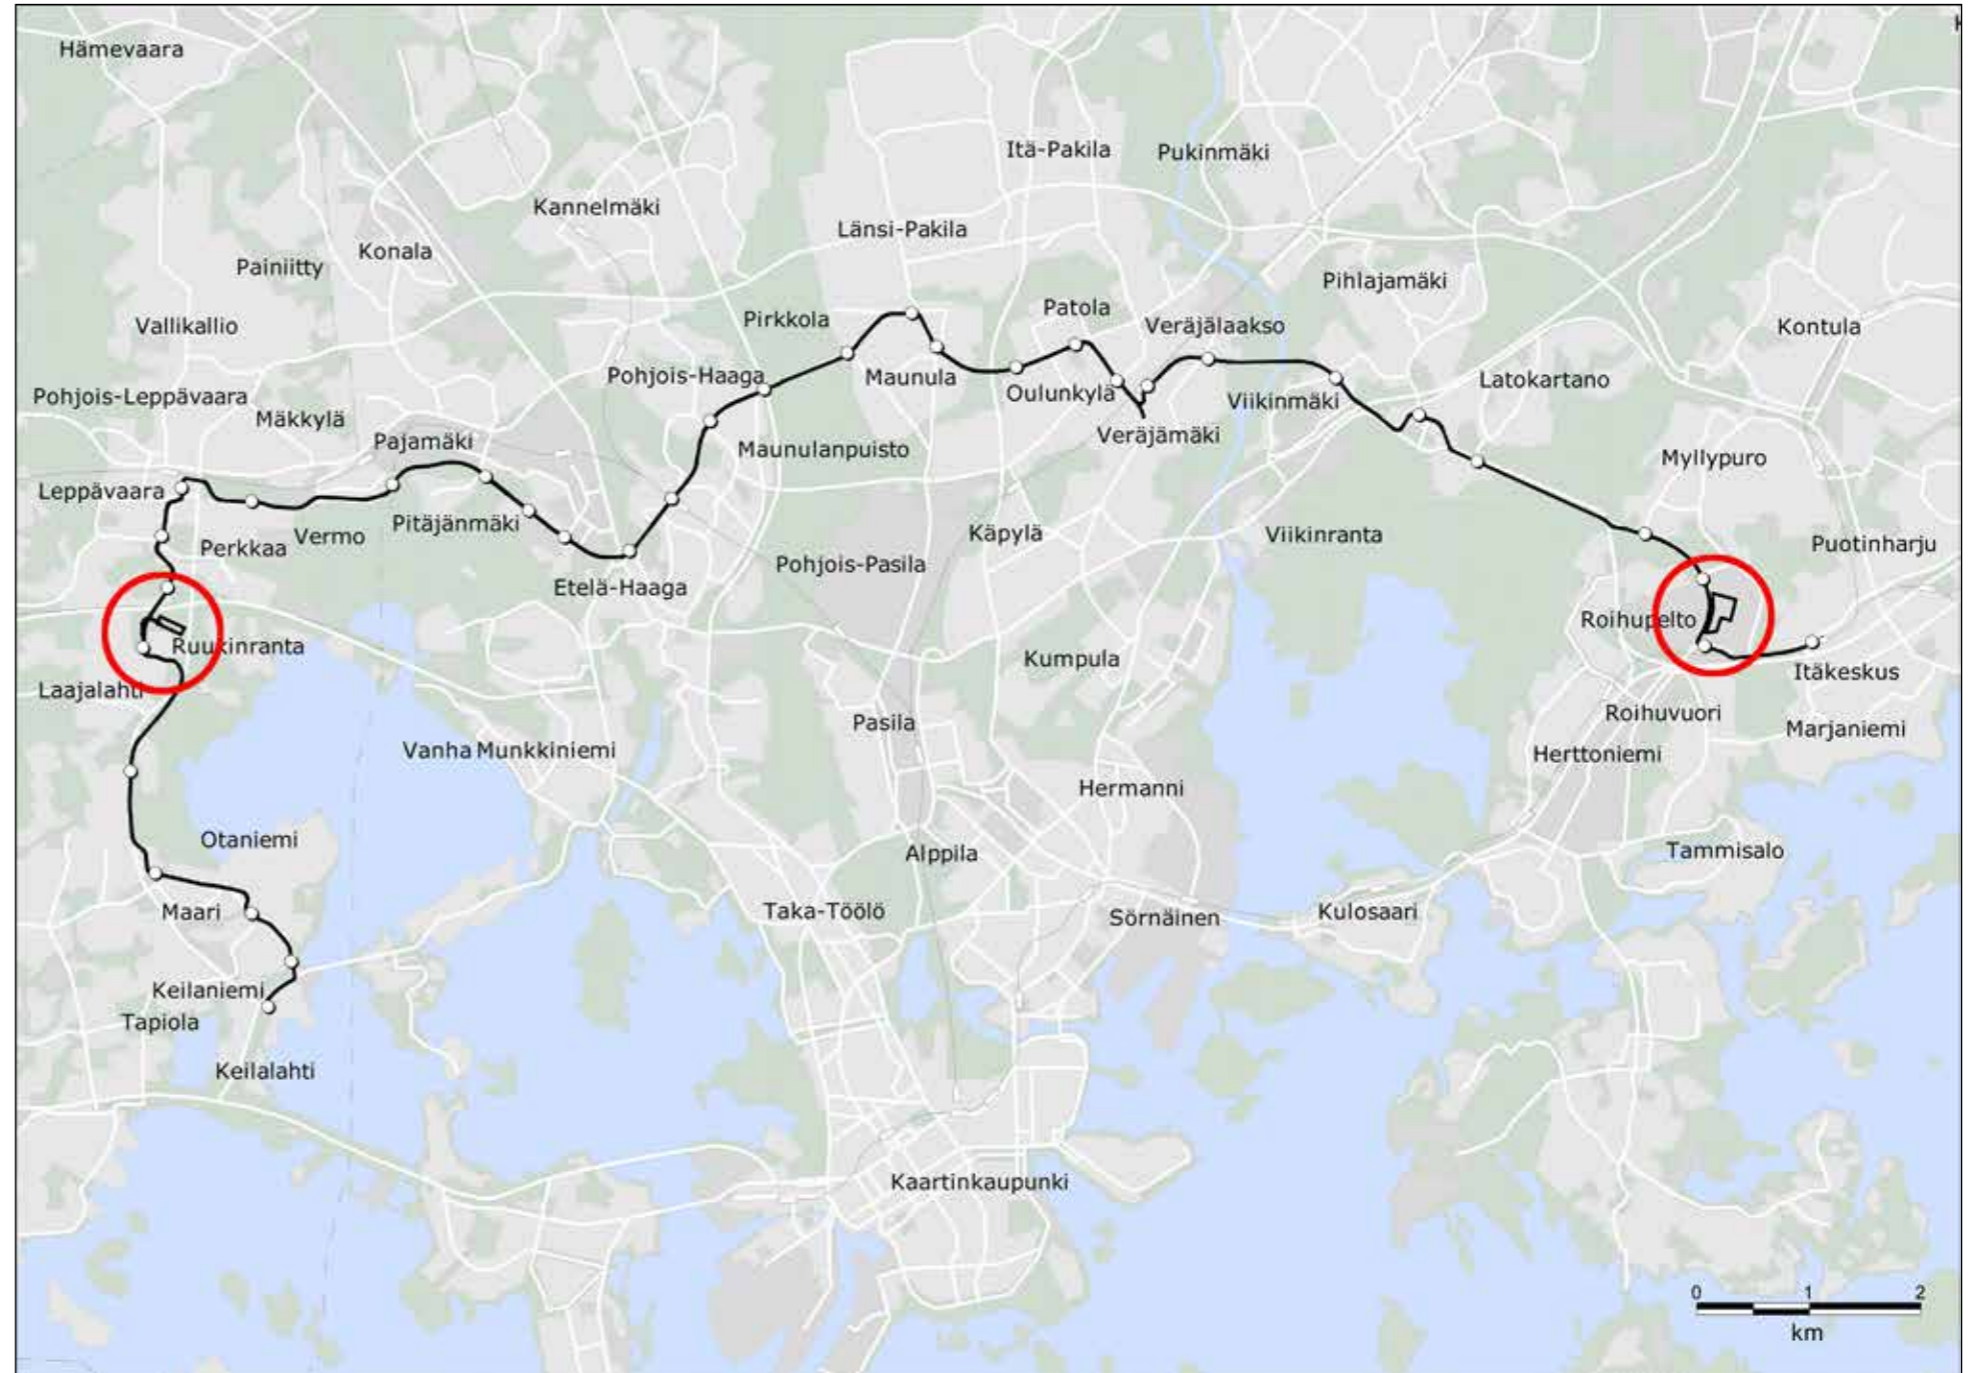 Hämevaara
Itä-Pakila
Pukinmäki
Kannelmäki
Länsi-Pakila
Konala
Painiitty
Pihlajamäki
Patola
Pirkkola
Veräjälaakso
Vallikallio
Kontula
Pohjois-Haaga
Maunula
Latokartano
Oulunkylä
Pohjois-Leppävaara
Viikinmäki
Mäkkylä
Veräjämäki
Pajamäki
Maunulanpuisto
Myllypuro
Leppävaara
Pitäjänmäki
Käpylä
Vermo
Viikinranta
Perkkaa
Puotinharju
Pohjois-Pasila
Etelä-Haaga
Roihupelto
Ruukinranta
Kumpula
Itäkeskus
Laajalahti
Roihuvuori
Pasila
Marjaniemi
Vanha Munkkiniemi
Herttoniemi
Hermanni
Otaniemi
Alppila
Tammisalo
Maari
Taka-Töölö
Sörnäinen
Kulosaari
Keilaniemi
Tapiola
Keilalahti
Kaartinkaupunki
0 1 2
km